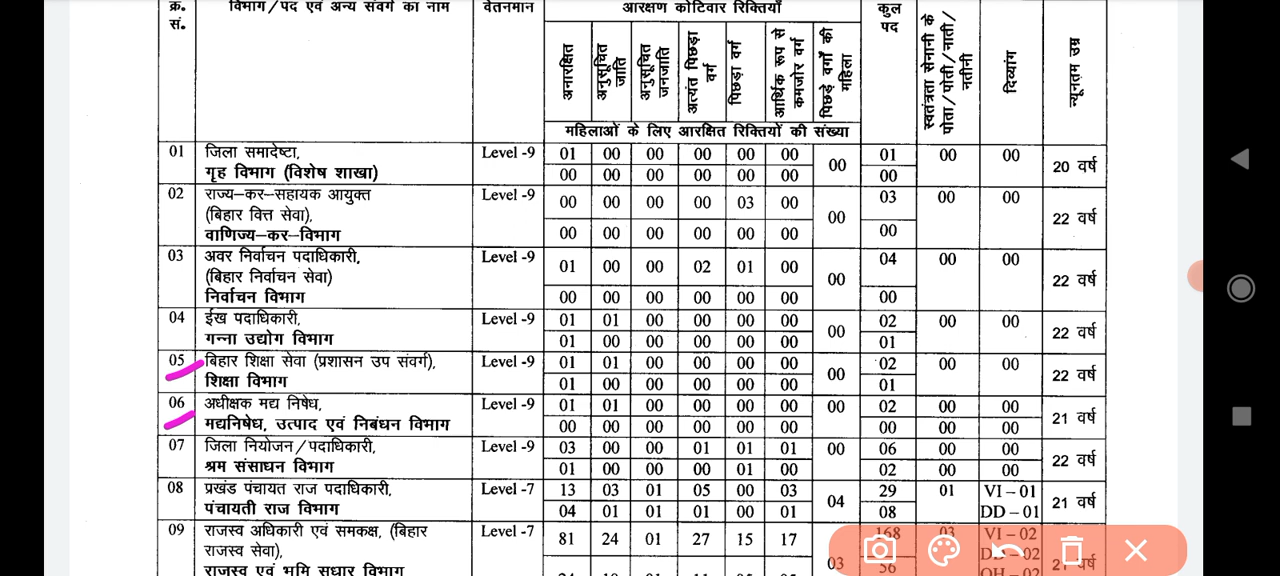 क्र. सं.
विभाग/पद एवं अन्य संवर्ग का नाम
वेतनमान
आरक्षण कोटिवार रिक्तियाँ
अनारक्षित
अनुसूचित जाति
अनुसूचित जनजाति
अत्यंत पिछड़ा वर्ग
पिछड़ा वर्ग
आर्थिक रूप से कमजोर वर्ग
पिछड़े वर्गों की महिला
कुल पद
स्वतंत्रता सेनानी के पोता/पोती/नाती/नतीनी
दिव्यांग
न्यूनतम उम्र
महिलाओं के लिए आरक्षित रिक्तियों की संख्या
01 जिला समादेष्टा, Level -9 01 00 00 00 00 00 00 01 00 00 20 वर्ष
गृह विभाग (विशेष शाखा) 00 00 00 00 00 00 00
02 राज्य–कर–सहायक आयुक्त Level -9 00 00 00 00 03 00 00 03 00 00 22 वर्ष
(बिहार वित्त सेवा),
वाणिज्य–कर–विभाग 00 00 00 00 00 00 00
03 अवर निर्वाचन पदाधिकारी, Level -9 01 00 00 02 01 00 00 04 00 00 22 वर्ष
(बिहार निर्वाचन सेवा)
निर्वाचन विभाग 00 00 00 00 00 00 00
04 ईख पदाधिकारी, Level -9 01 01 00 00 00 00 00 02 00 00 22 वर्ष
गन्ना उद्योग विभाग 01 00 00 00 00 00 01
05 बिहार शिक्षा सेवा (प्रशासन उप संवर्ग), Level -9 01 01 00 00 00 00 00 02 00 00 22 वर्ष
शिक्षा विभाग 01 00 00 00 00 00 01
06 अधीक्षक मद्य निषेध, Level -9 01 01 00 00 00 00 00 02 00 00 21 वर्ष
मद्यनिषेध, उत्पाद एवं निबंधन विभाग 00 00 00 00 00 00 00 00 00
07 जिला नियोजन/पदाधिकारी, Level -9 03 00 00 01 01 01 00 06 00 00 22 वर्ष
श्रम संसाधन विभाग 01 00 00 00 01 00 02 00 00
08 प्रखंड पंचायत राज पदाधिकारी, Level -7 13 03 01 05 00 03 04 29 01 VI – 01 21 वर्ष
पंचायती राज विभाग 04 01 01 01 00 01 08 DD – 01
09 राजस्व अधिकारी एवं समकक्ष, (बिहार Level -7 81 24 01 27 15 17 03 168 03 VI – 02
राजस्व सेवा),
राजस्व एवं भूमि सुधार विभाग 56